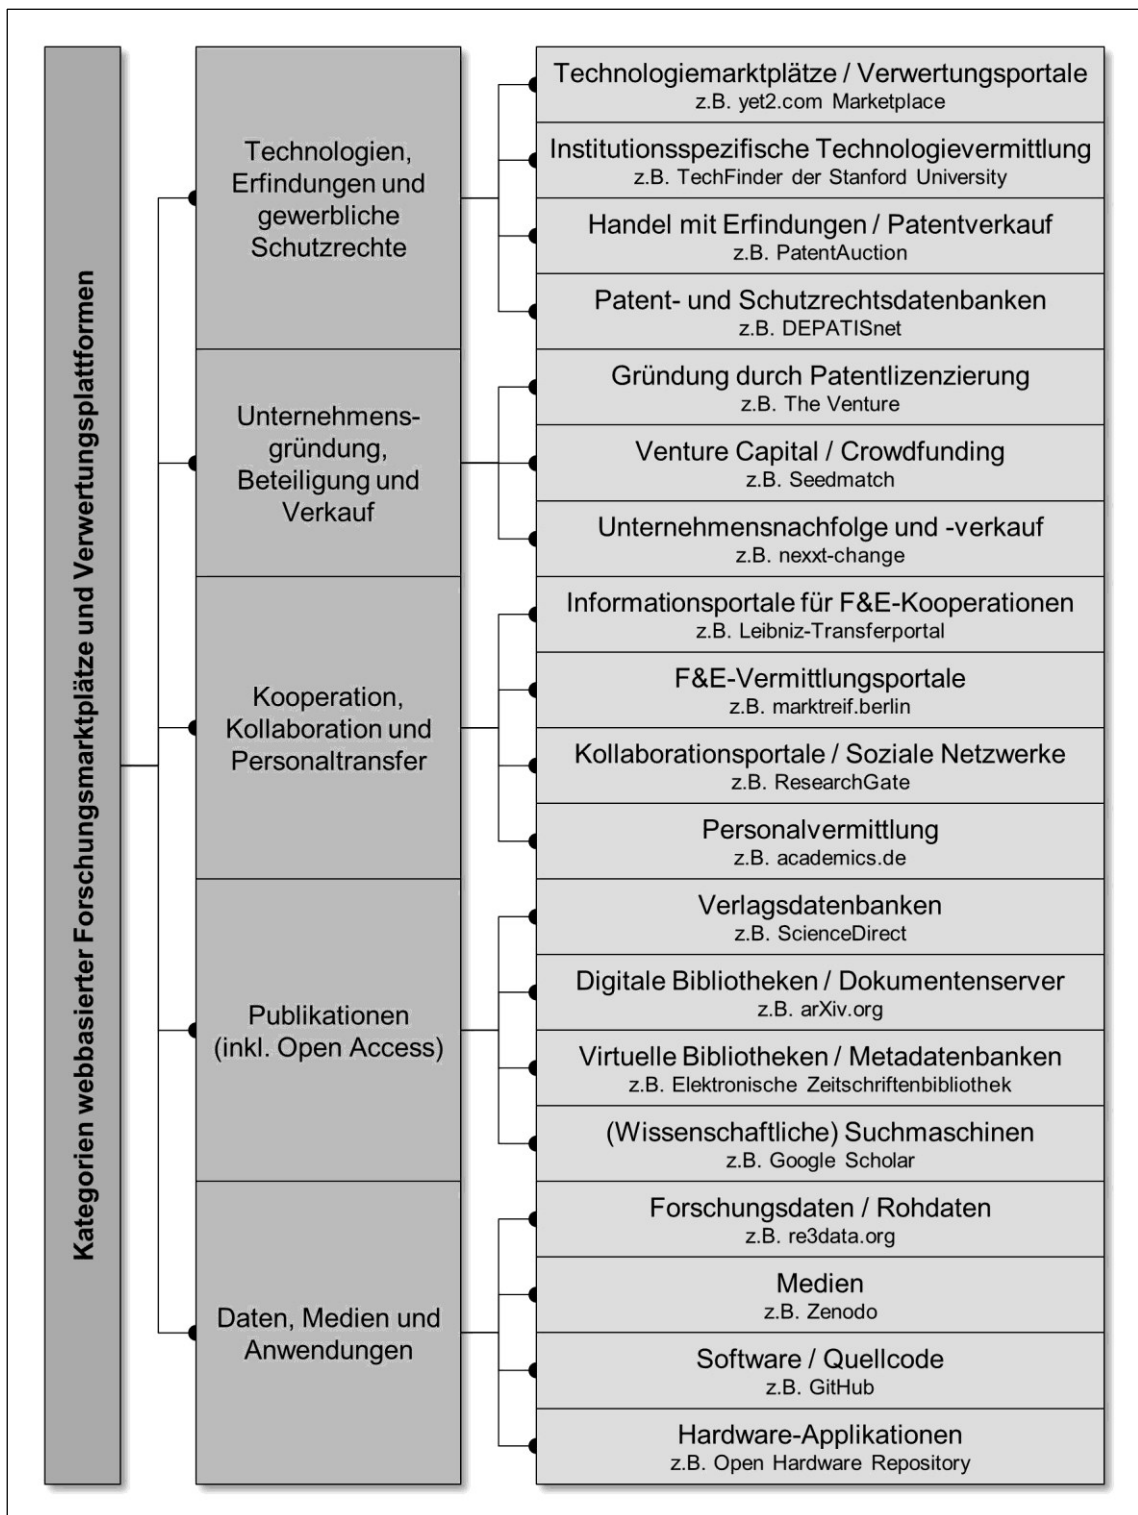 Kategorien webbasierter Forschungsmarktplätze und Verwertungsplattformen
Technologien,
Erfindungen und
gewerbliche
Schutzrechte
Technologiemarktplätze / Verwertungsportale
z.B. yet2.com Marketplace
Institutionsspezifische Technologievermittlung
z.B. TechFinder der Stanford University
Handel mit Erfindungen / Patentverkauf
z.B. PatentAuction
Patent- und Schutzrechtsdatenbanken
z.B. DEPATISnet
Unternehmens-
gründung,
Beteiligung und
Verkauf
Gründung durch Patentlizenzierung
z.B. The Venture
Venture Capital / Crowdfunding
z.B. Seedmatch
Unternehmensnachfolge und -verkauf
z.B. nexxt-change
Kooperation,
Kollaboration und
Personaltransfer
Informationsportale für F&E-Kooperationen
z.B. Leibniz-Transferportal
F&E-Vermittlungsportale
z.B. marktreif.berlin
Kollaborationsportale / Soziale Netzwerke
z.B. ResearchGate
Personalvermittlung
z.B. academics.de
Publikationen
(inkl. Open Access)
Verlagsdatenbanken
z.B. ScienceDirect
Digitale Bibliotheken / Dokumentenserver
z.B. arXiv.org
Virtuelle Bibliotheken / Metadatenbanken
z.B. Elektronische Zeitschriftenbibliothek
(Wissenschaftliche) Suchmaschinen
z.B. Google Scholar
Daten, Medien und
Anwendungen
Forschungsdaten / Rohdaten
z.B. re3data.org
Medien
z.B. Zenodo
Software / Quellcode
z.B. GitHub
Hardware-Applikationen
z.B. Open Hardware Repository